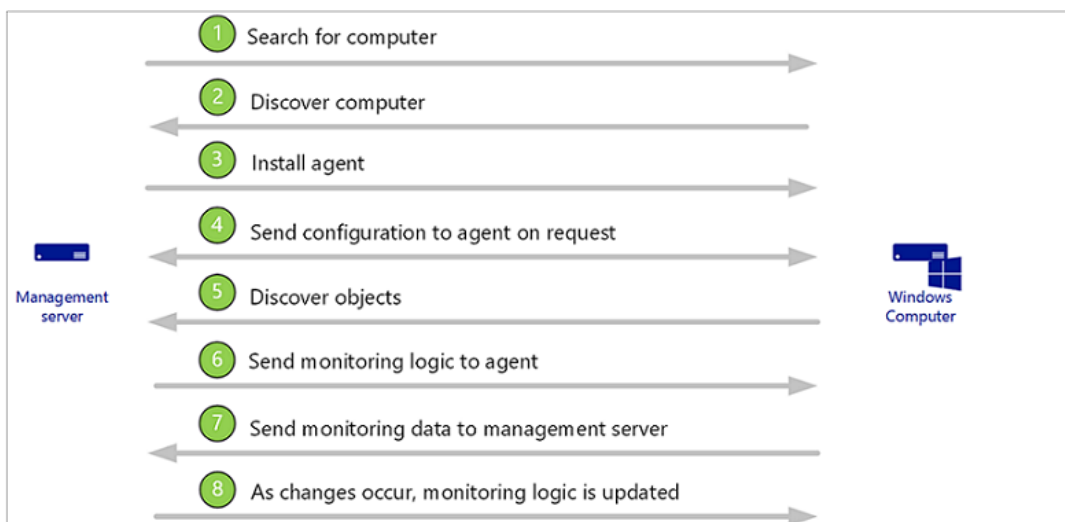 1 Search for computer
2 Discover computer
3 Install agent
4 Send configuration to agent on request
5 Discover objects
Management
server
Windows
Computer
6 Send monitoring logic to agent
7 Send monitoring data to management server
8 As changes occur, monitoring logic is updated